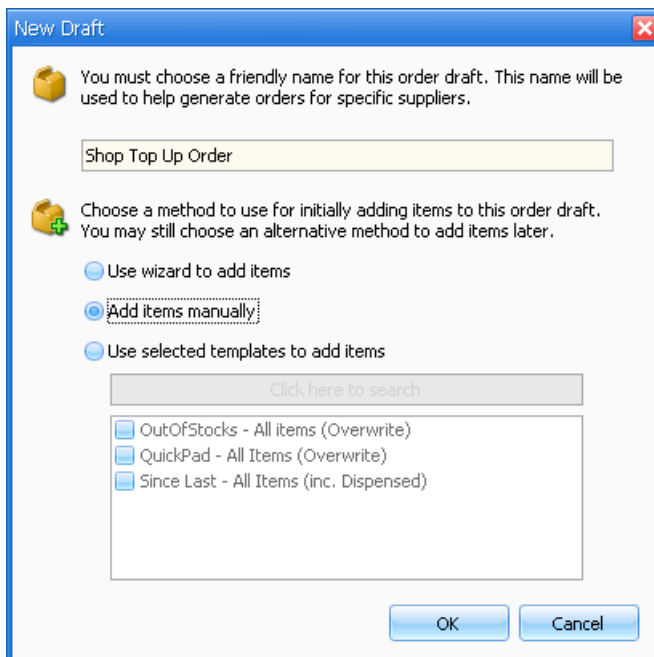 New Draft
You must choose a friendly name for this order draft. This name will be
used to help generate orders for specific suppliers.
Shop Top Up Order
Choose a method to use for initially adding items to this order draft.
You may still choose an alternative method to add items later.
Use wizard to add items
Add items manually
Use selected templates to add items
Click here to search
OutOfStocks - All items (Overwrite)
QuickPad - All Items (Overwrite)
Since Last - All Items (inc. Dispensed)
OK
Cancel